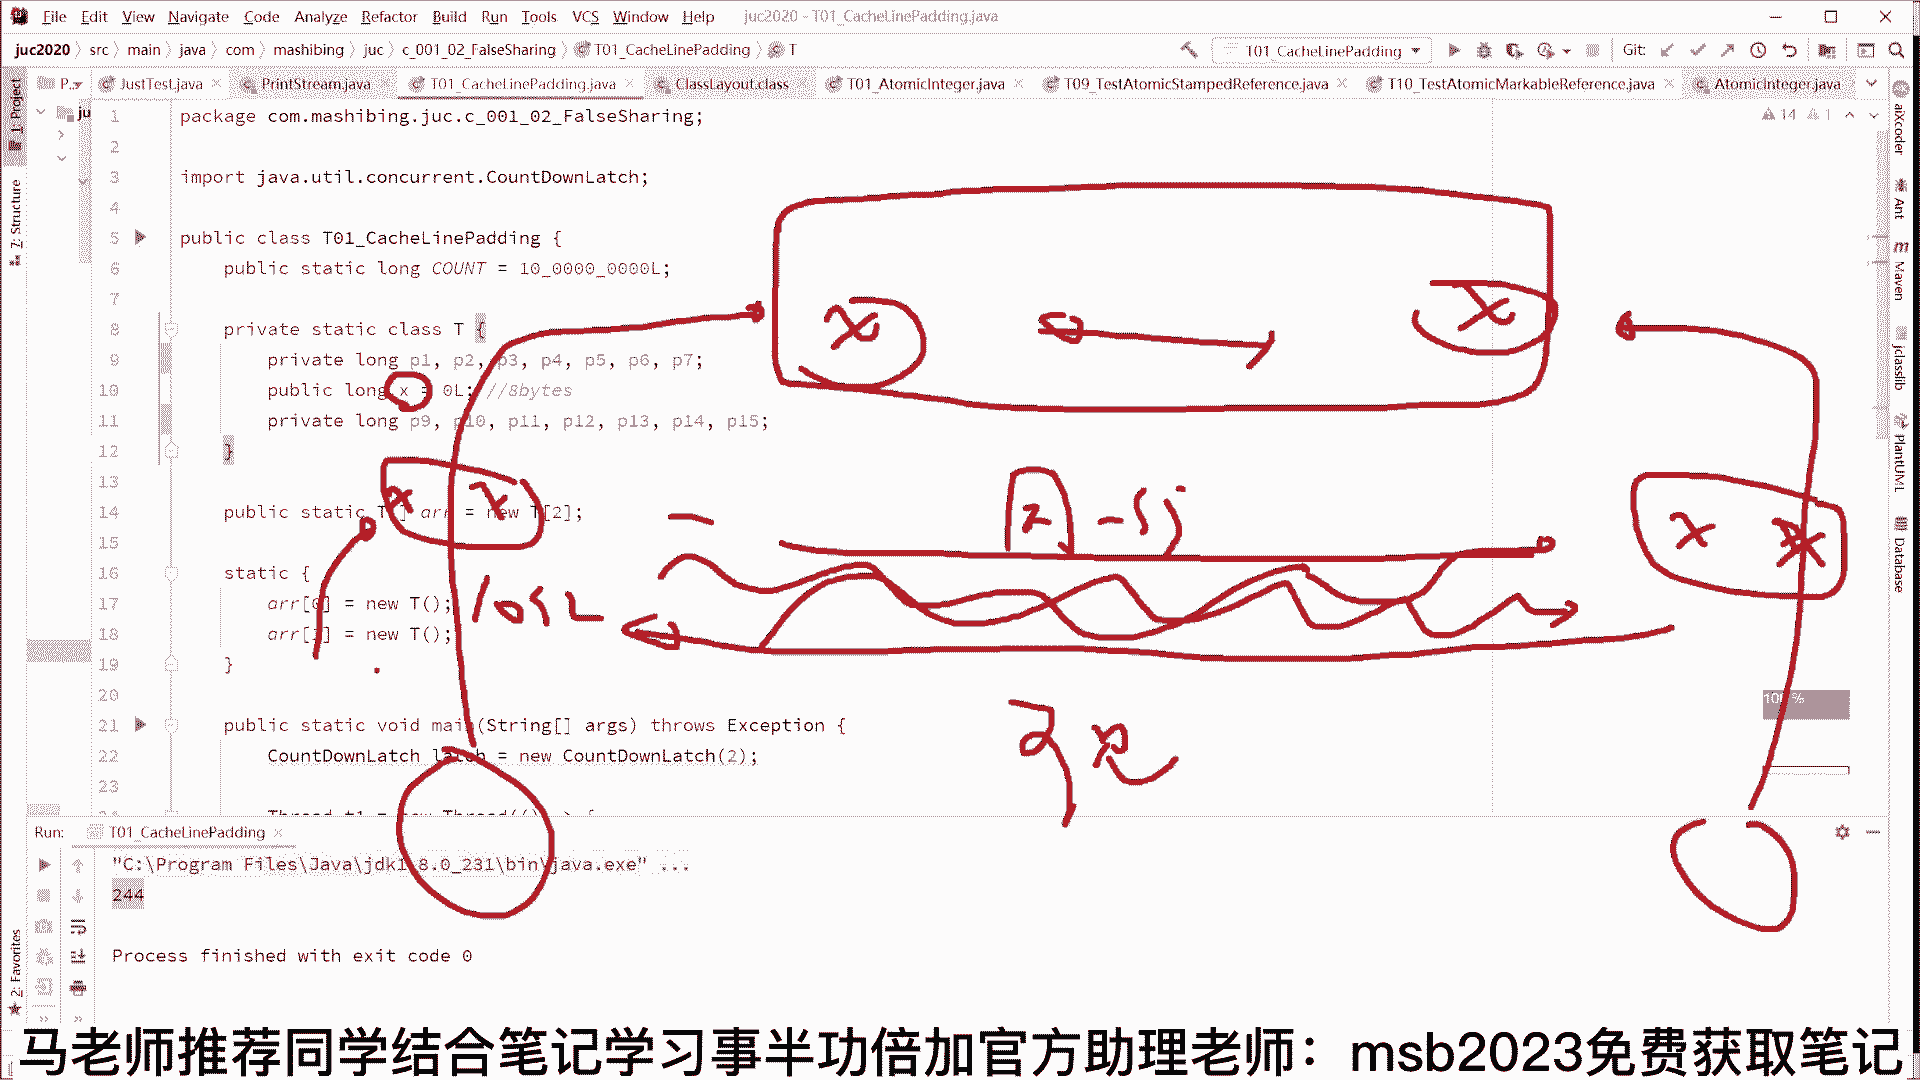 File Edit View Navigate Code Analyze Refactor Build Run Tools VCS Window Help juc2020 - T01_CacheLinePadding.java
juc2020 src main java com mashibing juc c_001_02_FalseSharing T01_CacheLinePadding T T01_CacheLinePadding Git:
P.. JustTest.java PrintStream.java T01_CacheLinePadding.java ClassLayout.class T01_AtomicInteger.java T09_TestAtomicStampedReference.java T10_TestAtomicMarkableReference.java AtomicInteger.java
1: Project
7: Structure
2: Favorites
ju
1 package com.mashibing.juc.c_001_02_FalseSharing;
2
3 import java.util.concurrent.CountDownLatch;
4
5 public class T01_CacheLinePadding {
6 public static long COUNT = 10_0000_0000L;
7
8 private static class T {
9 private long p1, p2, p3, p4, p5, p6, p7;
10 public long x = 0L; //8bytes
11 private long p9, p10, p11, p12, p13, p14, p15;
12 }
13
14 public static T[] arr = new T[2];
15
16 static {
17 arr[0] = new T();
18 arr[1] = new T();
19 }
20
21 public static void main(String[] args) throws Exception {
22 CountDownLatch latch = new CountDownLatch(2);
23
14 1
aiXcoder
Ant
Maven
jclasslib
PlantUML
Database
x
x
x x
x
Run: T01_CacheLinePadding
"C:\Program Files\Java\jdk1.8.0_231\bin\java.exe" ...
244
Process finished with exit code 0
马老师推荐同学结合笔记学习事半功倍加官方助理老师：msb2023免费获取笔记